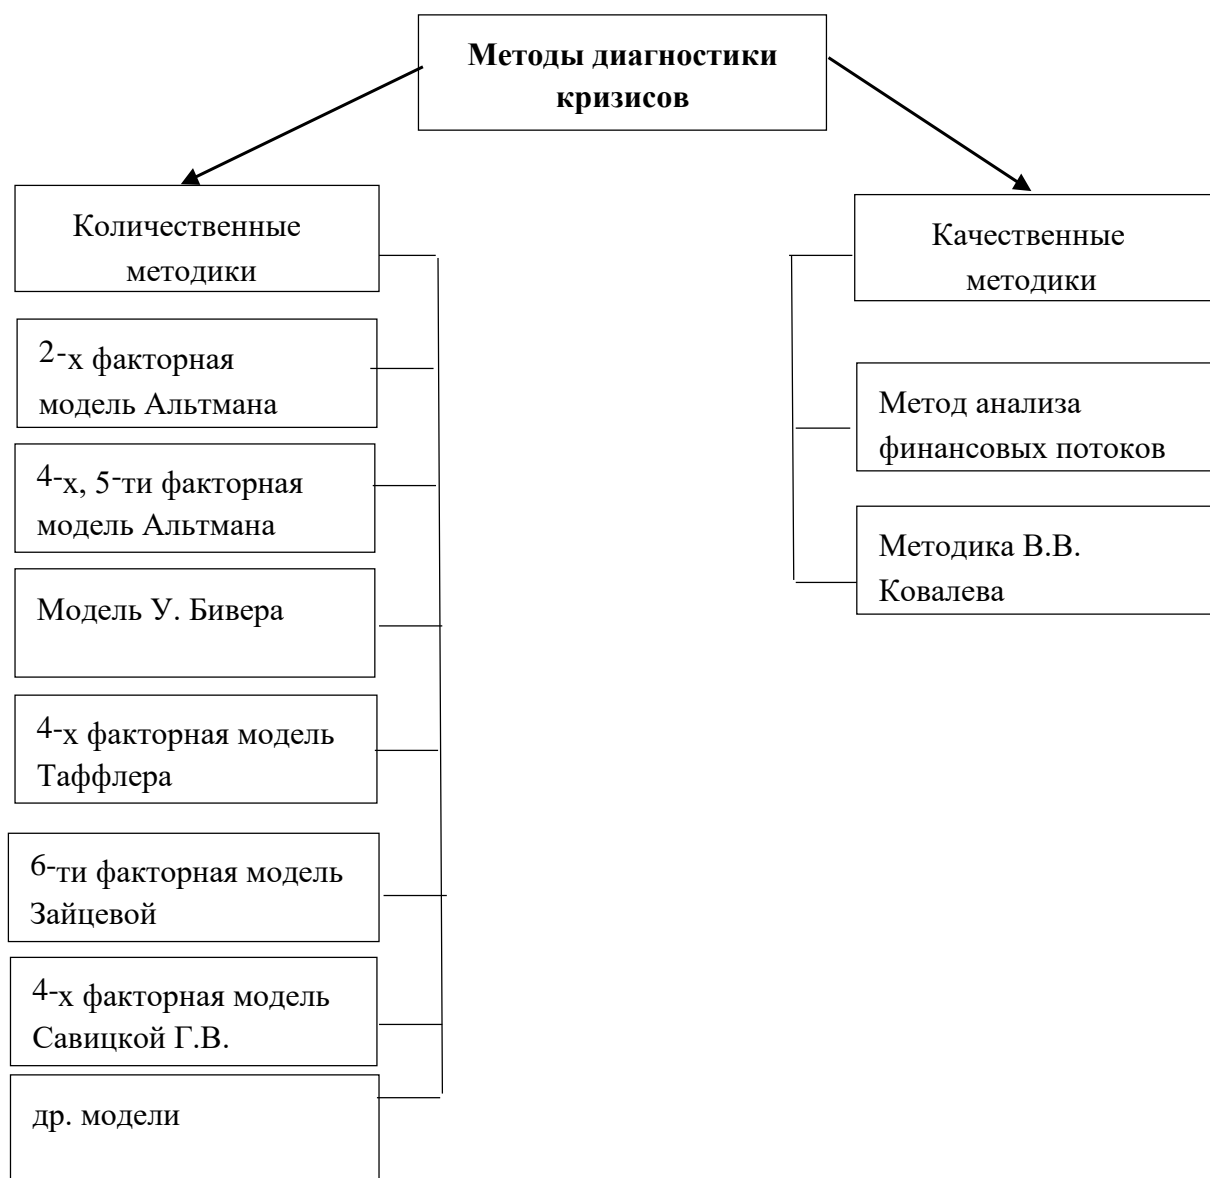 Методы диагностики
кризисов
Количественные
методики
2-х факторная
модель Альтмана
4-х, 5-ти факторная
модель Альтмана
Модель У. Бивера
4-х факторная модель
Таффлера
6-ти факторная модель
Зайцевой
4-х факторная модель
Савицкой Г.В.
др. модели
Качественные
методики
Метод анализа
финансовых потоков
Методика В.В.
Ковалева